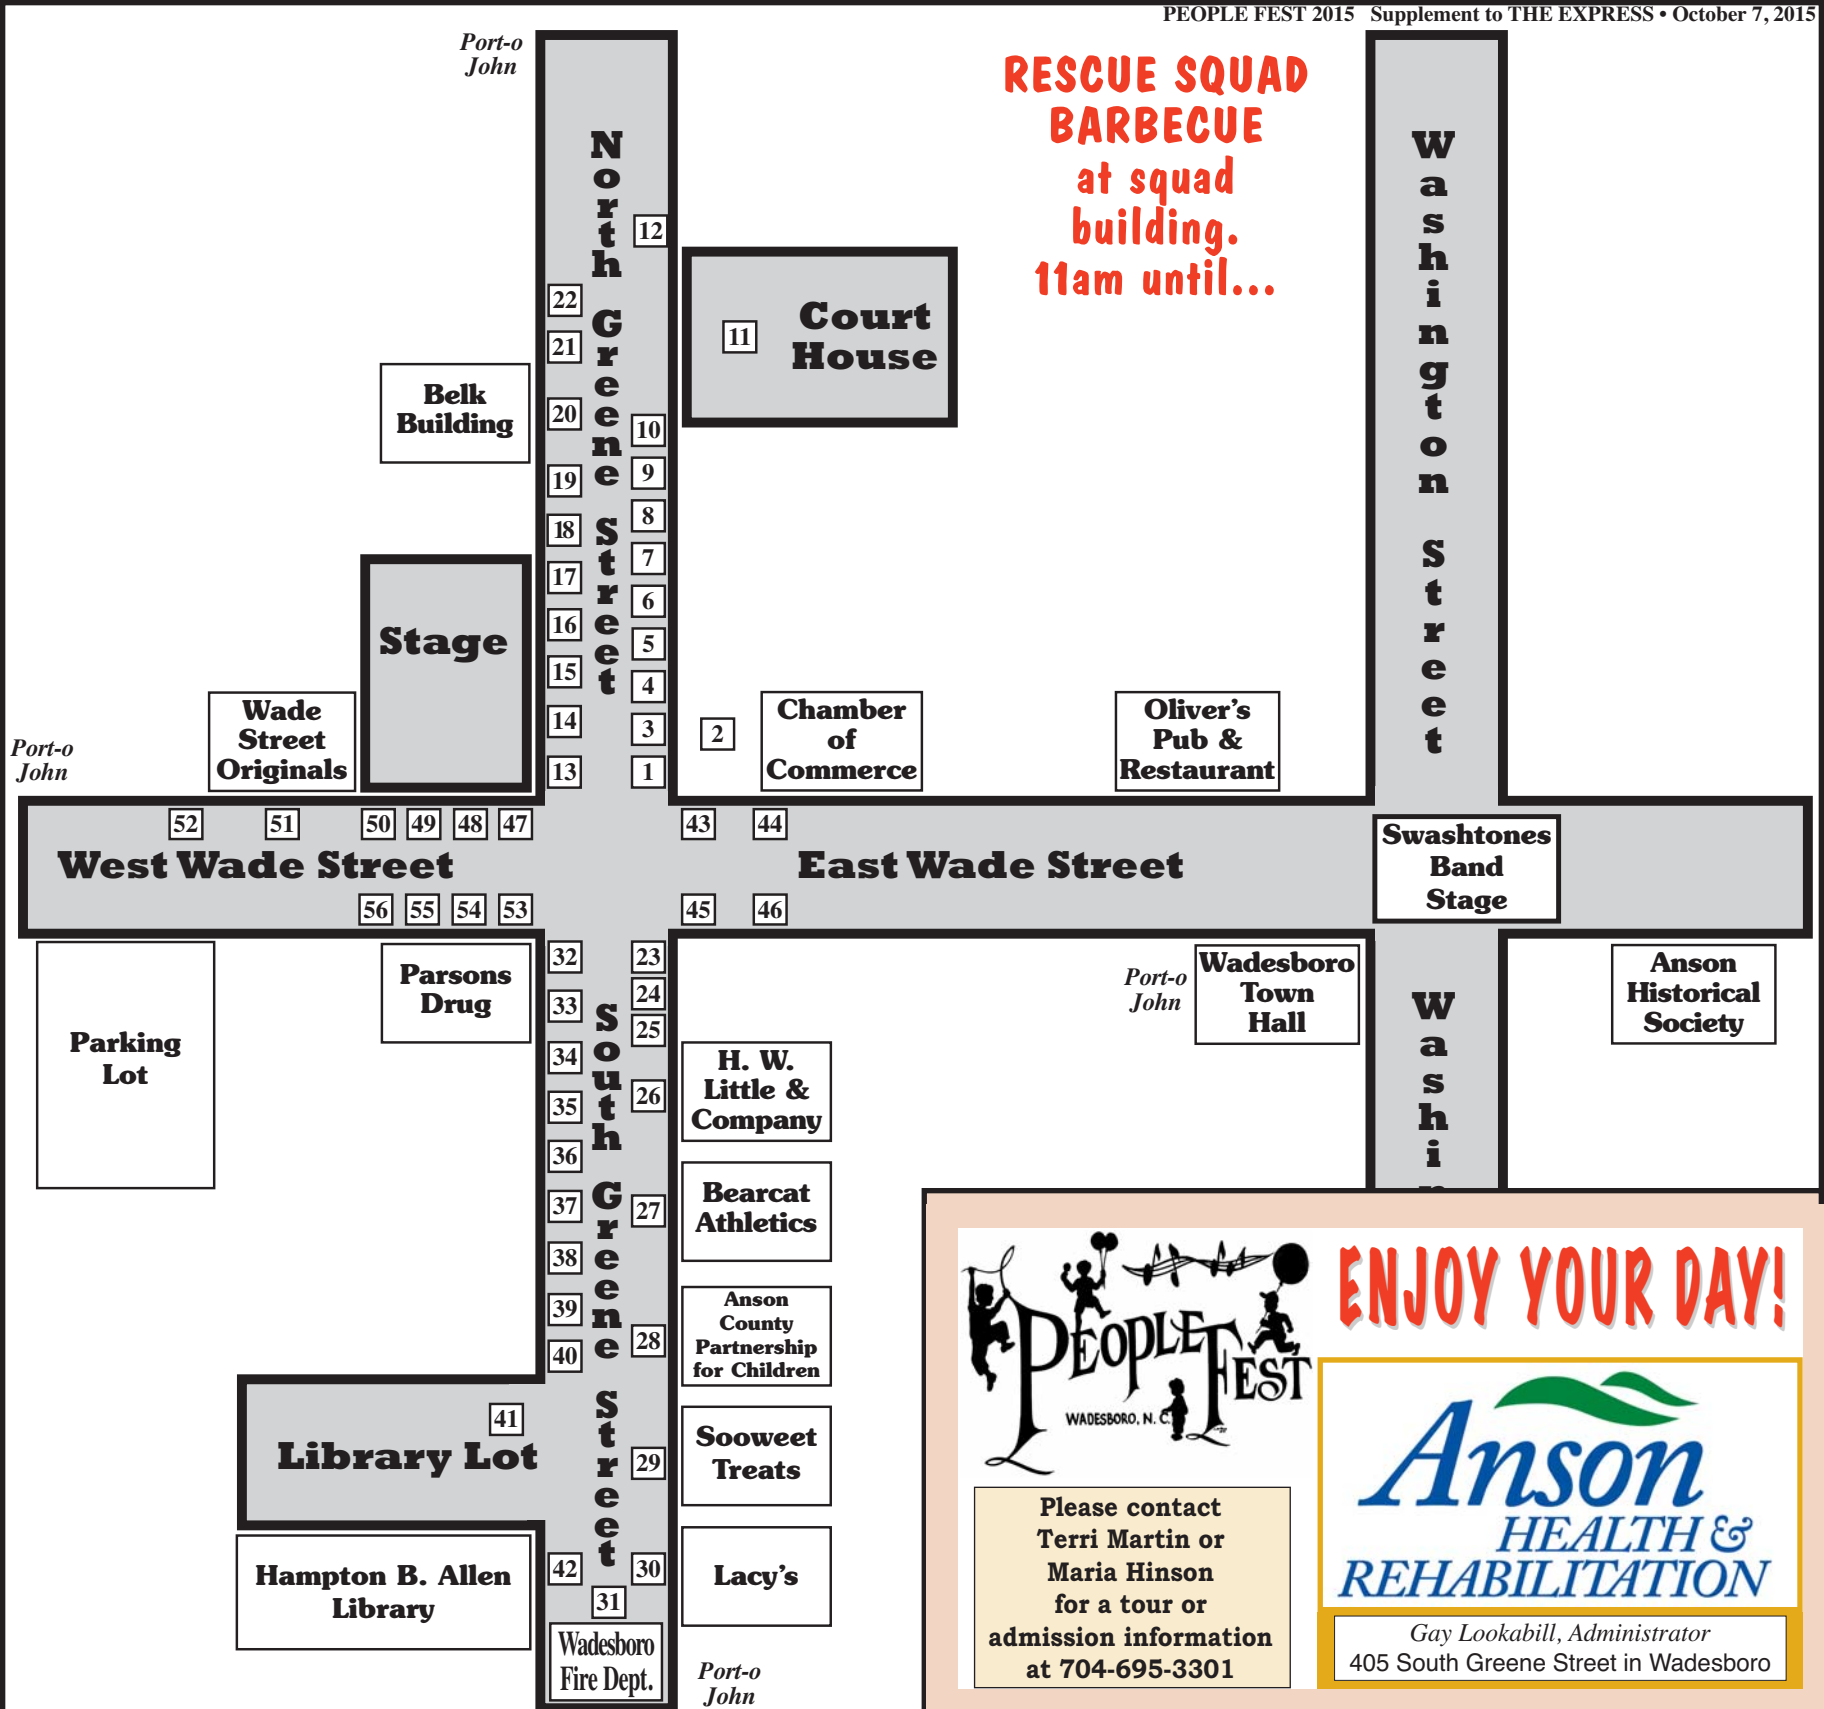 PEOPLE FEST 2015 Supplement to THE EXPRESS • October 7, 2015
Port-o
John
North Greene Street
Washington Street
RESCUE SQUAD
BARBECUE
at squad
building.
11am until...
12
22
21
20
19
18
17
16
15
14
13
10
9
8
7
6
5
4
3
1
11
Court
House
Belk
Building
Stage
Wade
Street
Originals
Port-o
John
2
Chamber
of
Commerce
Oliver's
Pub &
Restaurant
52
51
50
49
48
47
43
44
West Wade Street
East Wade Street
Swashtones
Band
Stage
56
55
54
53
45
46
Parking
Lot
Parsons
Drug
32
33
34
35
36
37
38
39
40
23
24
25
26
27
28
29
30
South Greene Street
H. W.
Little &
Company
Bearcat
Athletics
Anson
County
Partnership
for Children
Sooweet
Treats
Lacy's
Port-o
John
Wadesboro
Town
Hall
Washi
Anson
Historical
Society
41
Library Lot
Hampton B. Allen
Library
42
31
Wadesboro
Fire Dept.
Port-o
John
PEOPLE FEST
WADESBORO, N. C.
ENJOY YOUR DAY!
Please contact
Terri Martin or
Maria Hinson
for a tour or
admission information
at 704-695-3301
Anson
HEALTH &
REHABILITATION
Gay Lookabill, Administrator
405 South Greene Street in Wadesboro